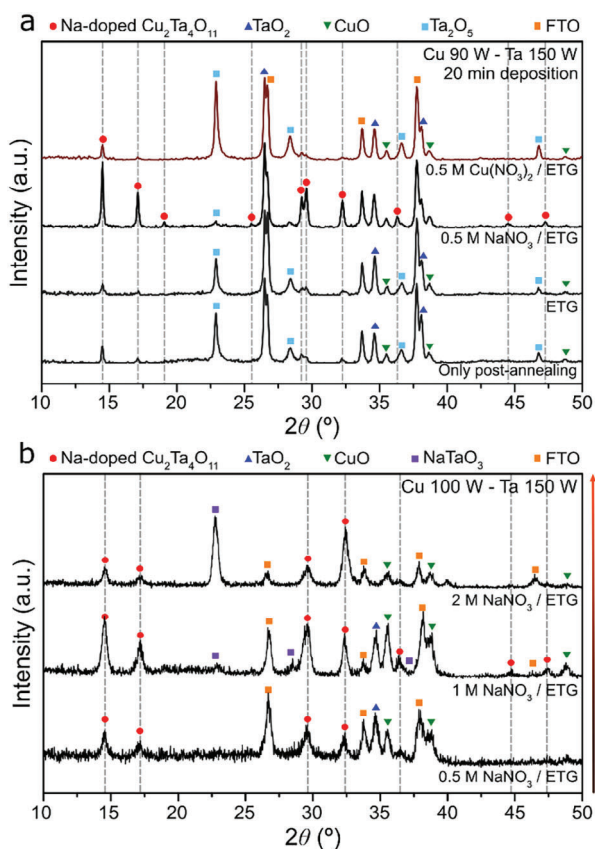 a
Na-doped Cu₂Ta₄O₁₁ TaO₂ CuO Ta₂O₅ FTO
Cu 90 W - Ta 150 W
20 min deposition
0.5 M Cu(NO₃)₂ / ETG
0.5 M NaNO₃ / ETG
ETG
Only post-annealing
Intensity (a.u.)
10 15 20 25 30 35 40 45 50
2θ (º)
b
Na-doped Cu₂Ta₄O₁₁ TaO₂ CuO NaTaO₃ FTO
Cu 100 W - Ta 150 W
2 M NaNO₃ / ETG
1 M NaNO₃ / ETG
0.5 M NaNO₃ / ETG
Intensity (a.u.)
10 15 20 25 30 35 40 45 50
2θ (º)